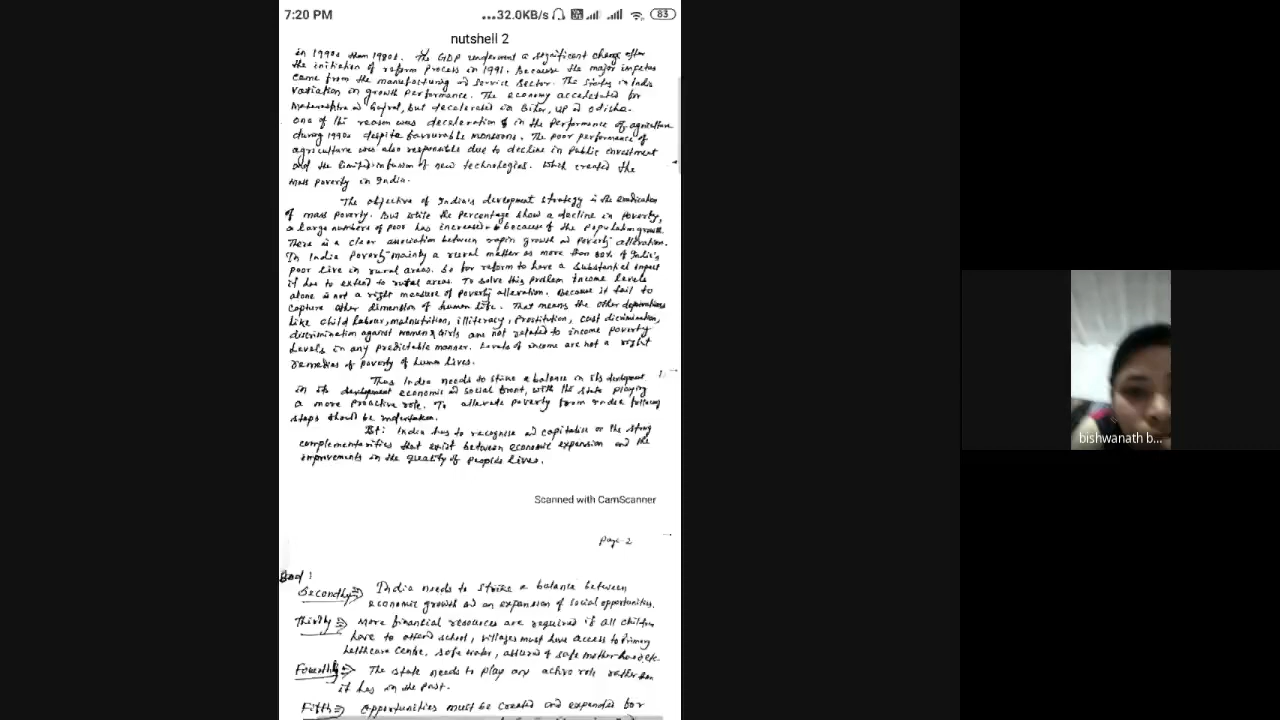 7:20 PM
...32.0KB/s
83
nutshell 2
in 1990s than 1980s. The GDP underwent a significant change after
the initiation of reform process in 1991. Because the major impetus
came from the manufacturing and service sector. The states in India
variation in growth performance. The economy accelerated for
Maharashtra and Gujrat, but decelerated in Bihar, UP and Odisha.
One of the reason was deceleration in the performance of agriculture
during 1990s despite favourable monsoons. The poor performance of
agriculture was also responsible due to decline in public investment
and the limited infusion of new technologies. Which created the
mass poverty in India.
The objective of India's development strategy is the eradication
of mass poverty. But while the percentage show a decline in poverty,
a large numbers of poor has increased because of the population growth.
There is a clear association between growth and poverty
In India poverty mainly a rural matter as more than 80% of India's
poor live in rural areas. So for reform to have a substantial impact
it has to extend to rural areas. To solve this problem Income levels
alone is not a right measure of poverty Because it fail to
capture other dimension of human life. That means the other deprivations
like child labour, malnutrition, illiteracy, prostitution,
discrimination against women & girls are not related to income poverty
levels in any predictable manner. Levels of income are not a right
remedies of poverty of human lives.
Thus India needs to strike a balance in its
in its development economic and social front, with the state playing
a more proactive role. To poverty from India following
steps should be undertaken.
Ist: India has to recognise and capitalise on the strong
complementarities that exist between economic expansion and the
improvements in the quality of peoples lives.
Scanned with CamScanner
Page 2
Secondly⇒ India needs to strike a balance between
economic growth and an expansion of social opportunities.
Thirdly⇒ More financial resources are required if all children
have to attend school, villages must have access to primary
centre, safe water, assured of safe motherhood, etc.
Fourthly⇒ The state needs to play any active role rather than
it has in the past.
Fifth⇒ Opportunities must be created and expanded for
bishwanath b...